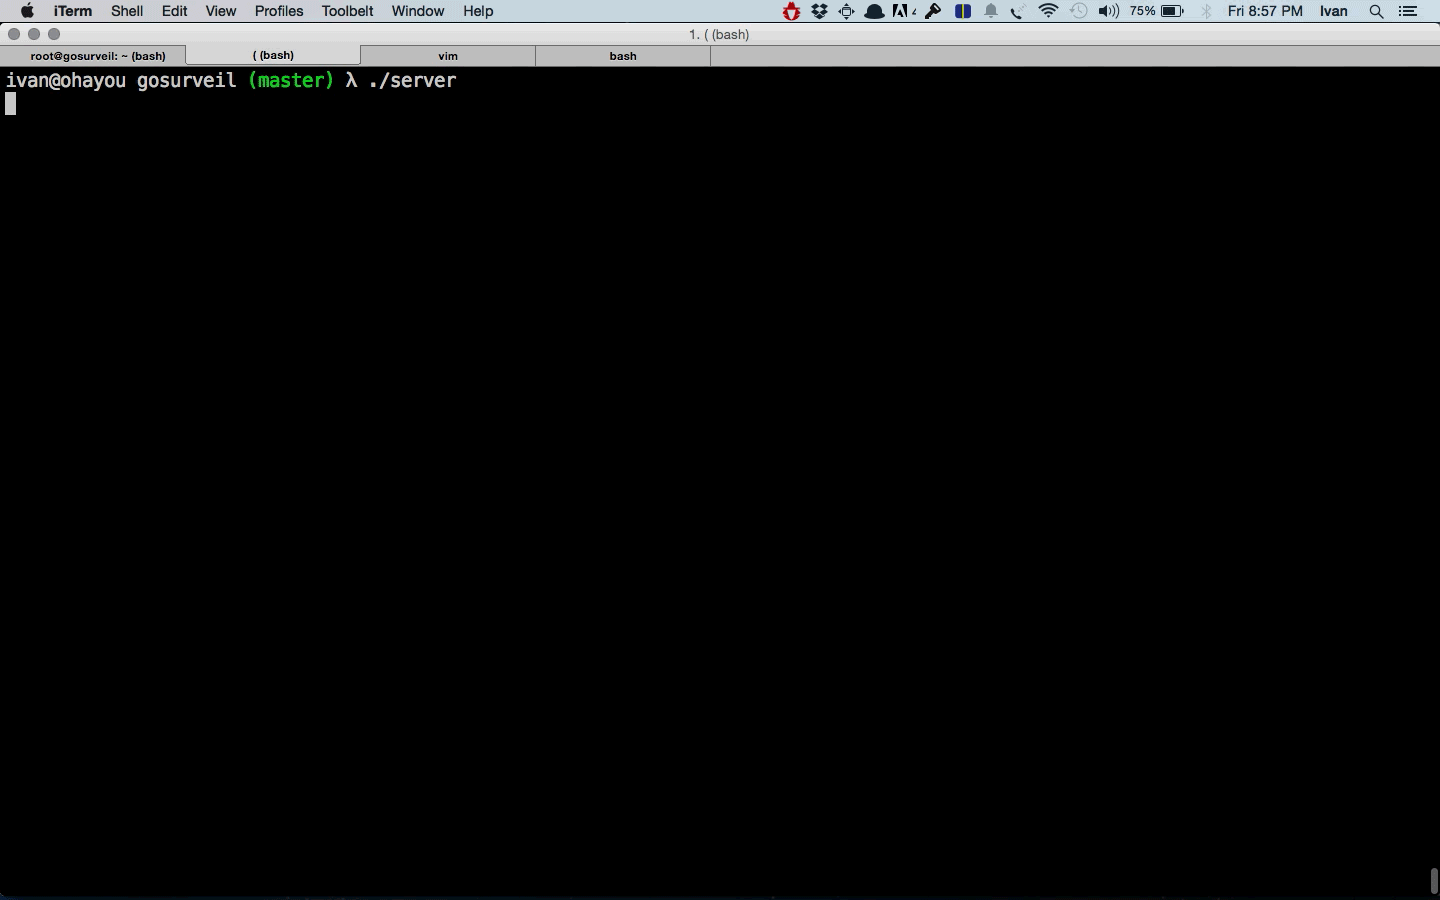 iTerm Shell Edit View Profiles Toolbelt Window Help 4 75% Fri 8:57 PM Ivan
1. ( (bash)
root@gosurveil: ~ (bash) ( (bash) vim bash
ivan@ohayou gosurveil (master) λ ./server